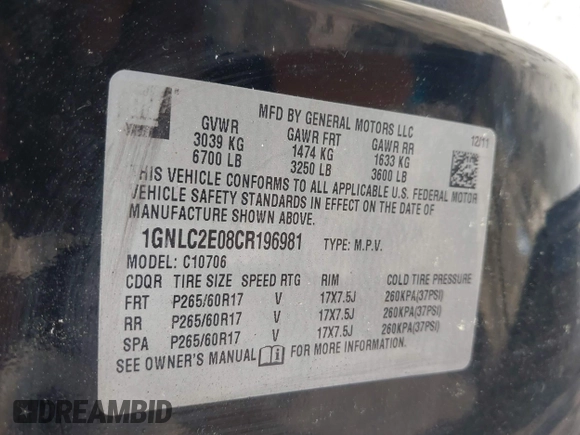 MFD BY GENERAL MOTORS LLC
GVWR GAWR FRT GAWR RR 12/11
3039 KG 1474 KG 1633 KG
6700 LB 3250 LB 3600 LB
HIS VEHICLE CONFORMS TO ALL APPLICABLE U.S. FEDERAL MOTOR
VEHICLE SAFETY STANDARDS IN EFFECT ON THE DATE OF
MANUFACTURE SHOWN ABOVE.
1GNLC2E08CR196981 TYPE: M.P.V.
MODEL: C10706
CDQR TIRE SIZE SPEED RTG RIM COLD TIRE PRESSURE
FRT P265/60R17 V 17X7.5J 260KPA(37PSI)
RR P265/60R17 V 17X7.5J 260KPA(37PSI)
SPA P265/60R17 V 17X7.5J 260KPA(37PSI)
SEE OWNER'S MANUAL FOR MORE INFORMATION.
DREAMBID